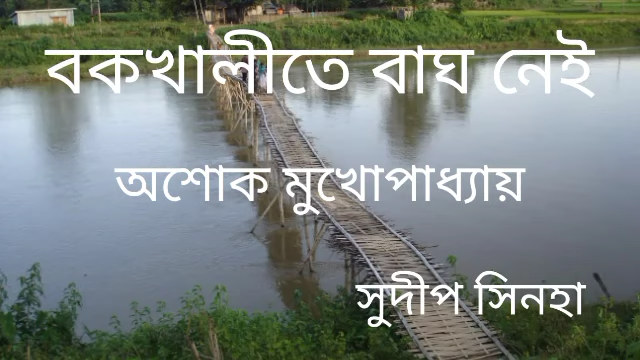 বকখালীতে বাঘ নেই
অশোক মুখোপাধ্যায়
সুদীপ সিনহা